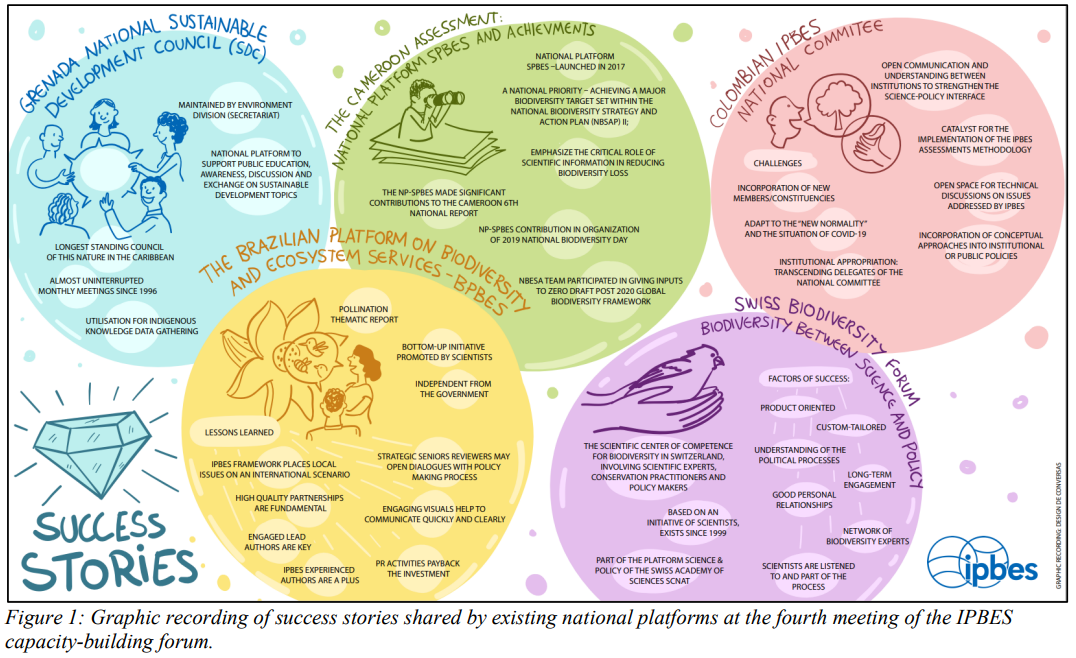 GRENADA NATIONAL SUSTAINABLE
DEVELOPMENT COUNCIL (SDC)
MAINTAINED BY ENVIRONMENT
DIVISION (SECRETARIAT)
NATIONAL PLATFORM TO
SUPPORT PUBLIC EDUCATION,
AWARENESS, DISCUSSION AND
EXCHANGE ON SUSTAINABLE
DEVELOPMENT TOPICS
LONGEST STANDING COUNCIL
OF THIS NATURE IN THE CARIBBEAN
ALMOST UNINTERRUPTED
MONTHLY MEETINGS SINCE 1996
UTILISATION FOR INDIGENOUS
KNOWLEDGE DATA GATHERING
THE CAMEROON ASSESSMENT:
NATIONAL PLATFORM SPBES AND ACHIEVMENTS
NATIONAL PLATFORM
SPBES –LAUNCHED IN 2017
A NATIONAL PRIORITY – ACHIEVING A MAJOR
BIODIVERSITY TARGET SET WITHIN THE
NATIONAL BIODIVERSITY STRATEGY AND
ACTION PLAN (NBSAP) II;
EMPHASIZE THE CRITICAL ROLE OF
SCIENTIFIC INFORMATION IN REDUCING
BIODIVERSITY LOSS
THE NP-SPBES MADE SIGNIFICANT
CONTRIBUTIONS TO THE CAMEROON 6TH
NATIONAL REPORT
NP-SPBES CONTRIBUTION IN ORGANIZATION
OF 2019 NATIONAL BIODIVERSITY DAY
NBESA TEAM PARTICIPATED IN GIVING INPUTS
TO ZERO DRAFT POST 2020 GLOBAL
BIODIVERSITY FRAMEWORK
COLOMBIAN IPBES
NATIONAL COMMITEE
OPEN COMMUNICATION AND
UNDERSTANDING BETWEEN
INSTITUTIONS TO STRENGTHEN THE
SCIENCE-POLICY INTERFACE
CATALYST FOR THE
IMPLEMENTATION OF THE IPBES
ASSESSMENTS METHODOLOGY
OPEN SPACE FOR TECHNICAL
DISCUSSIONS ON ISSUES
ADDRESSED BY IPBES
INCORPORATION OF CONCEPTUAL
APPROACHES INTO INSTITUTIONAL
OR PUBLIC POLICIES
CHALLENGES
INCORPORATION OF NEW
MEMBERS/CONSTITUENCIES
ADAPT TO THE “NEW NORMALITY”
AND THE SITUATION OF COVID-19
INSTITUTIONAL APPROPRIATION:
TRANSCENDING DELEGATES OF THE
NATIONAL COMMITTEE
THE BRAZILIAN PLATFORM ON BIODIVERSITY
AND ECOSYSTEM SERVICES -BPBES
POLLINATION
THEMATIC REPORT
BOTTOM-UP INITIATIVE
PROMOTED BY SCIENTISTS
INDEPENDENT FROM
THE GOVERNMENT
LESSONS LEARNED
IPBES FRAMEWORK PLACES LOCAL
ISSUES ON AN INTERNATIONAL SCENARIO
HIGH QUALITY PARTNERSHIPS
ARE FUNDAMENTAL
ENGAGED LEAD
AUTHORS ARE KEY
IPBES EXPERIENCED
AUTHORS ARE A PLUS
STRATEGIC SENIORS REVIEWERS MAY
OPEN DIALOGUES WITH POLICY
MAKING PROCESS
ENGAGING VISUALS HELP TO
COMMUNICATE QUICKLY AND CLEARLY
PR ACTIVITIES PAYBACK
THE INVESTMENT
SWISS BIODIVERSITY FORUM
BIODIVERSITY BETWEEN SCIENCE AND POLICY
THE SCIENTIFIC CENTER OF COMPETENCE
FOR BIODIVERSITY IN SWITZERLAND,
INVOLVING SCIENTIFIC EXPERTS,
CONSERVATION PRACTITIONERS AND
POLICY MAKERS
BASED ON AN
INITIATIVE OF SCIENTISTS,
EXISTS SINCE 1999
PART OF THE PLATFORM SCIENCE &
POLICY OF THE SWISS ACADEMY OF
SCIENCES SCNAT
FACTORS OF SUCCESS:
PRODUCT ORIENTED
CUSTOM-TAILORED
UNDERSTANDING OF THE
POLITICAL PROCESSES
LONG-TERM
ENGAGEMENT
GOOD PERSONAL
RELATIONSHIPS
NETWORK OF
BIODIVERSITY EXPERTS
SCIENTISTS ARE LISTENED
TO AND PART OF THE
PROCESS
SUCCESS
STORIES
ipbes
GRAPHIC RECORDING: DESIGN DE CONVERSAS
Figure 1: Graphic recording of success stories shared by existing national platforms at the fourth meeting of the IPBES
capacity-building forum.